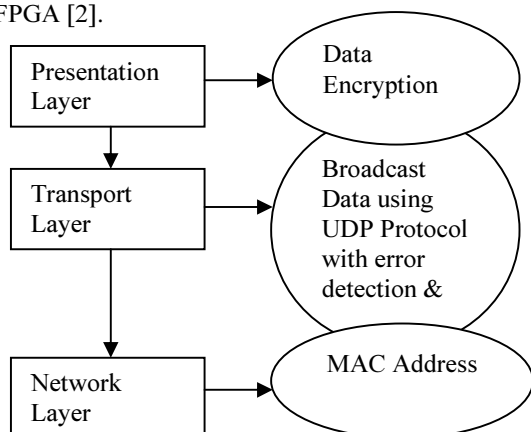 FPGA [2].
Presentation
Layer
Data
Encryption
Transport
Layer
Broadcast
Data using
UDP Protocol
with error
detection &
Network
Layer
MAC Address